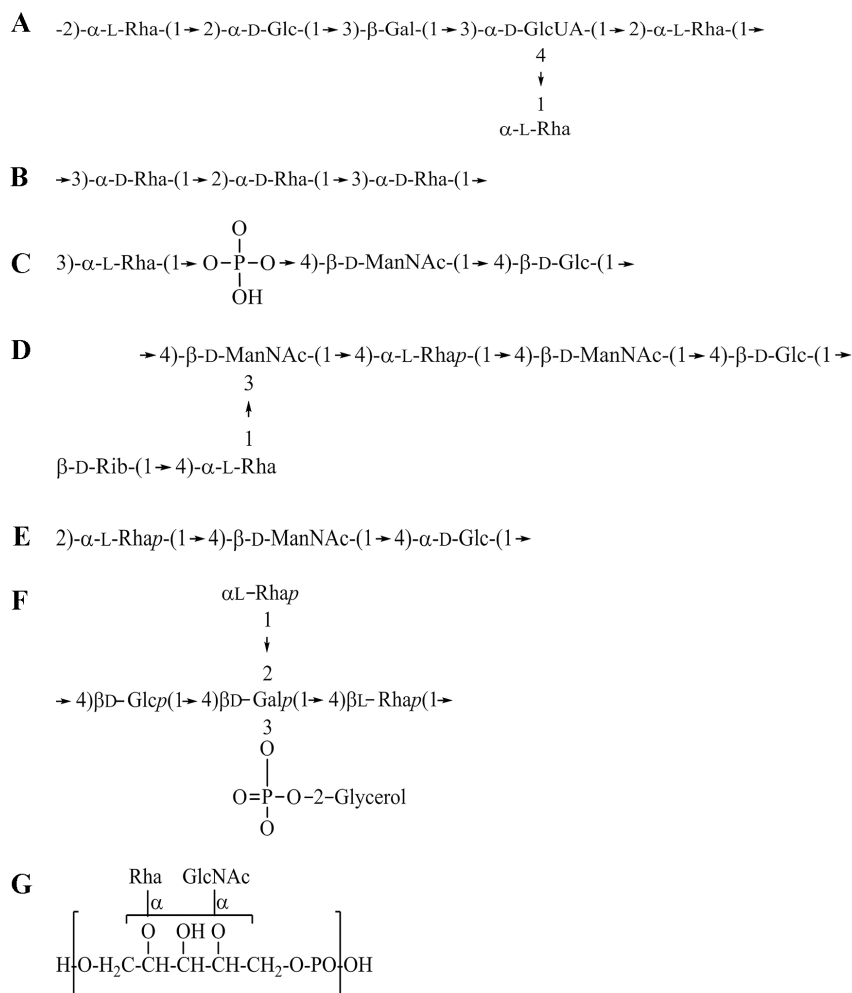 A -2)-α-L-Rha-(1→2)-α-D-Glc-(1→3)-β-Gal-(1→3)-α-D-GlcUA-(1→2)-α-L-Rha-(1→
4
↓
1
α-L-Rha
B →3)-α-D-Rha-(1→2)-α-D-Rha-(1→3)-α-D-Rha-(1→
O
C 3)-α-L-Rha-(1→O–P–O→4)-β-D-ManNAc-(1→4)-β-D-Glc-(1→
OH
D →4)-β-D-ManNAc-(1→4)-α-L-Rhap-(1→4)-β-D-ManNAc-(1→4)-β-D-Glc-(1→
3
↑
1
β-D-Rib-(1→4)-α-L-Rha
E 2)-α-L-Rhap-(1→4)-β-D-ManNAc-(1→4)-α-D-Glc-(1→
F αL–Rhap
1
↓
2
→4)βD–Glcp(1→4)βD–Galp(1→4)βL–Rhap(1→
3
O
O=P–O–2–Glycerol
O
G Rha GlcNAc
α α
O OH O
H-O-H₂C-CH-CH-CH-CH₂-O-PO-OH